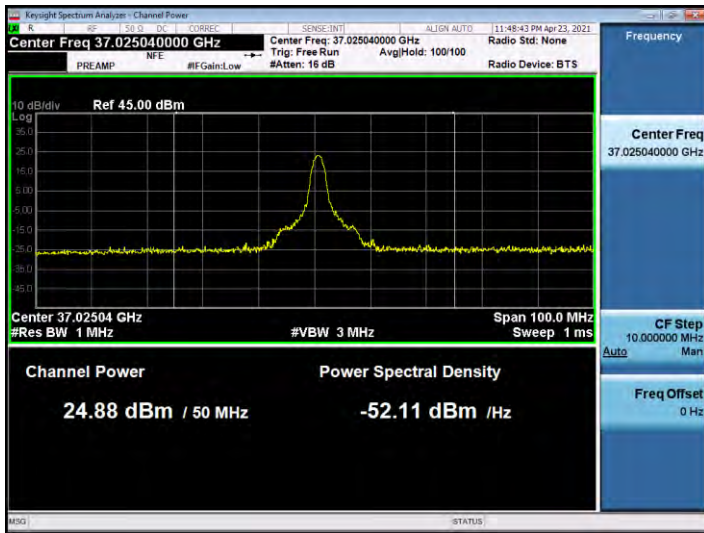 Keysight Spectrum Analyzer - Channel Power
R RF 50 Ω DC CORREC SENSE:INT ALIGN AUTO 11:48:43 PM Apr 23, 2021
Center Freq 37.025040000 GHz Center Freq: 37.025040000 GHz Radio Std: None
NFE Trig: Free Run Avg|Hold: 100/100
PREAMP #IFGain:Low #Atten: 16 dB Radio Device: BTS
Frequency
10 dB/div Ref 45.00 dBm
Log
35.0
25.0
15.0
5.00
-5.00
-15.0
-25.0
-35.0
-45.0
Center 37.02504 GHz Span 100.0 MHz
#Res BW 1 MHz #VBW 3 MHz Sweep 1 ms
Channel Power Power Spectral Density
24.88 dBm / 50 MHz -52.11 dBm /Hz
Center Freq
37.025040000 GHz
CF Step
10.000000 MHz
Auto Man
Freq Offset
0 Hz
MSG STATUS